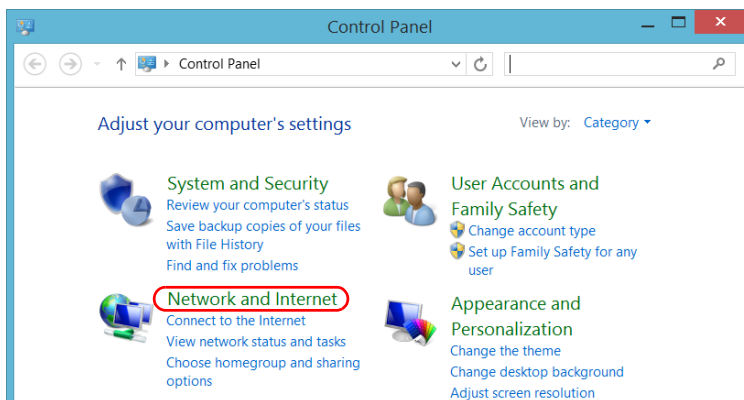 Control Panel
Control Panel
Adjust your computer's settings
View by: Category
System and Security
Review your computer's status
Save backup copies of your files
with File History
Find and fix problems
Network and Internet
Connect to the Internet
View network status and tasks
Choose homegroup and sharing
options
User Accounts and
Family Safety
Change account type
Set up Family Safety for any
user
Appearance and
Personalization
Change the theme
Change desktop background
Adjust screen resolution